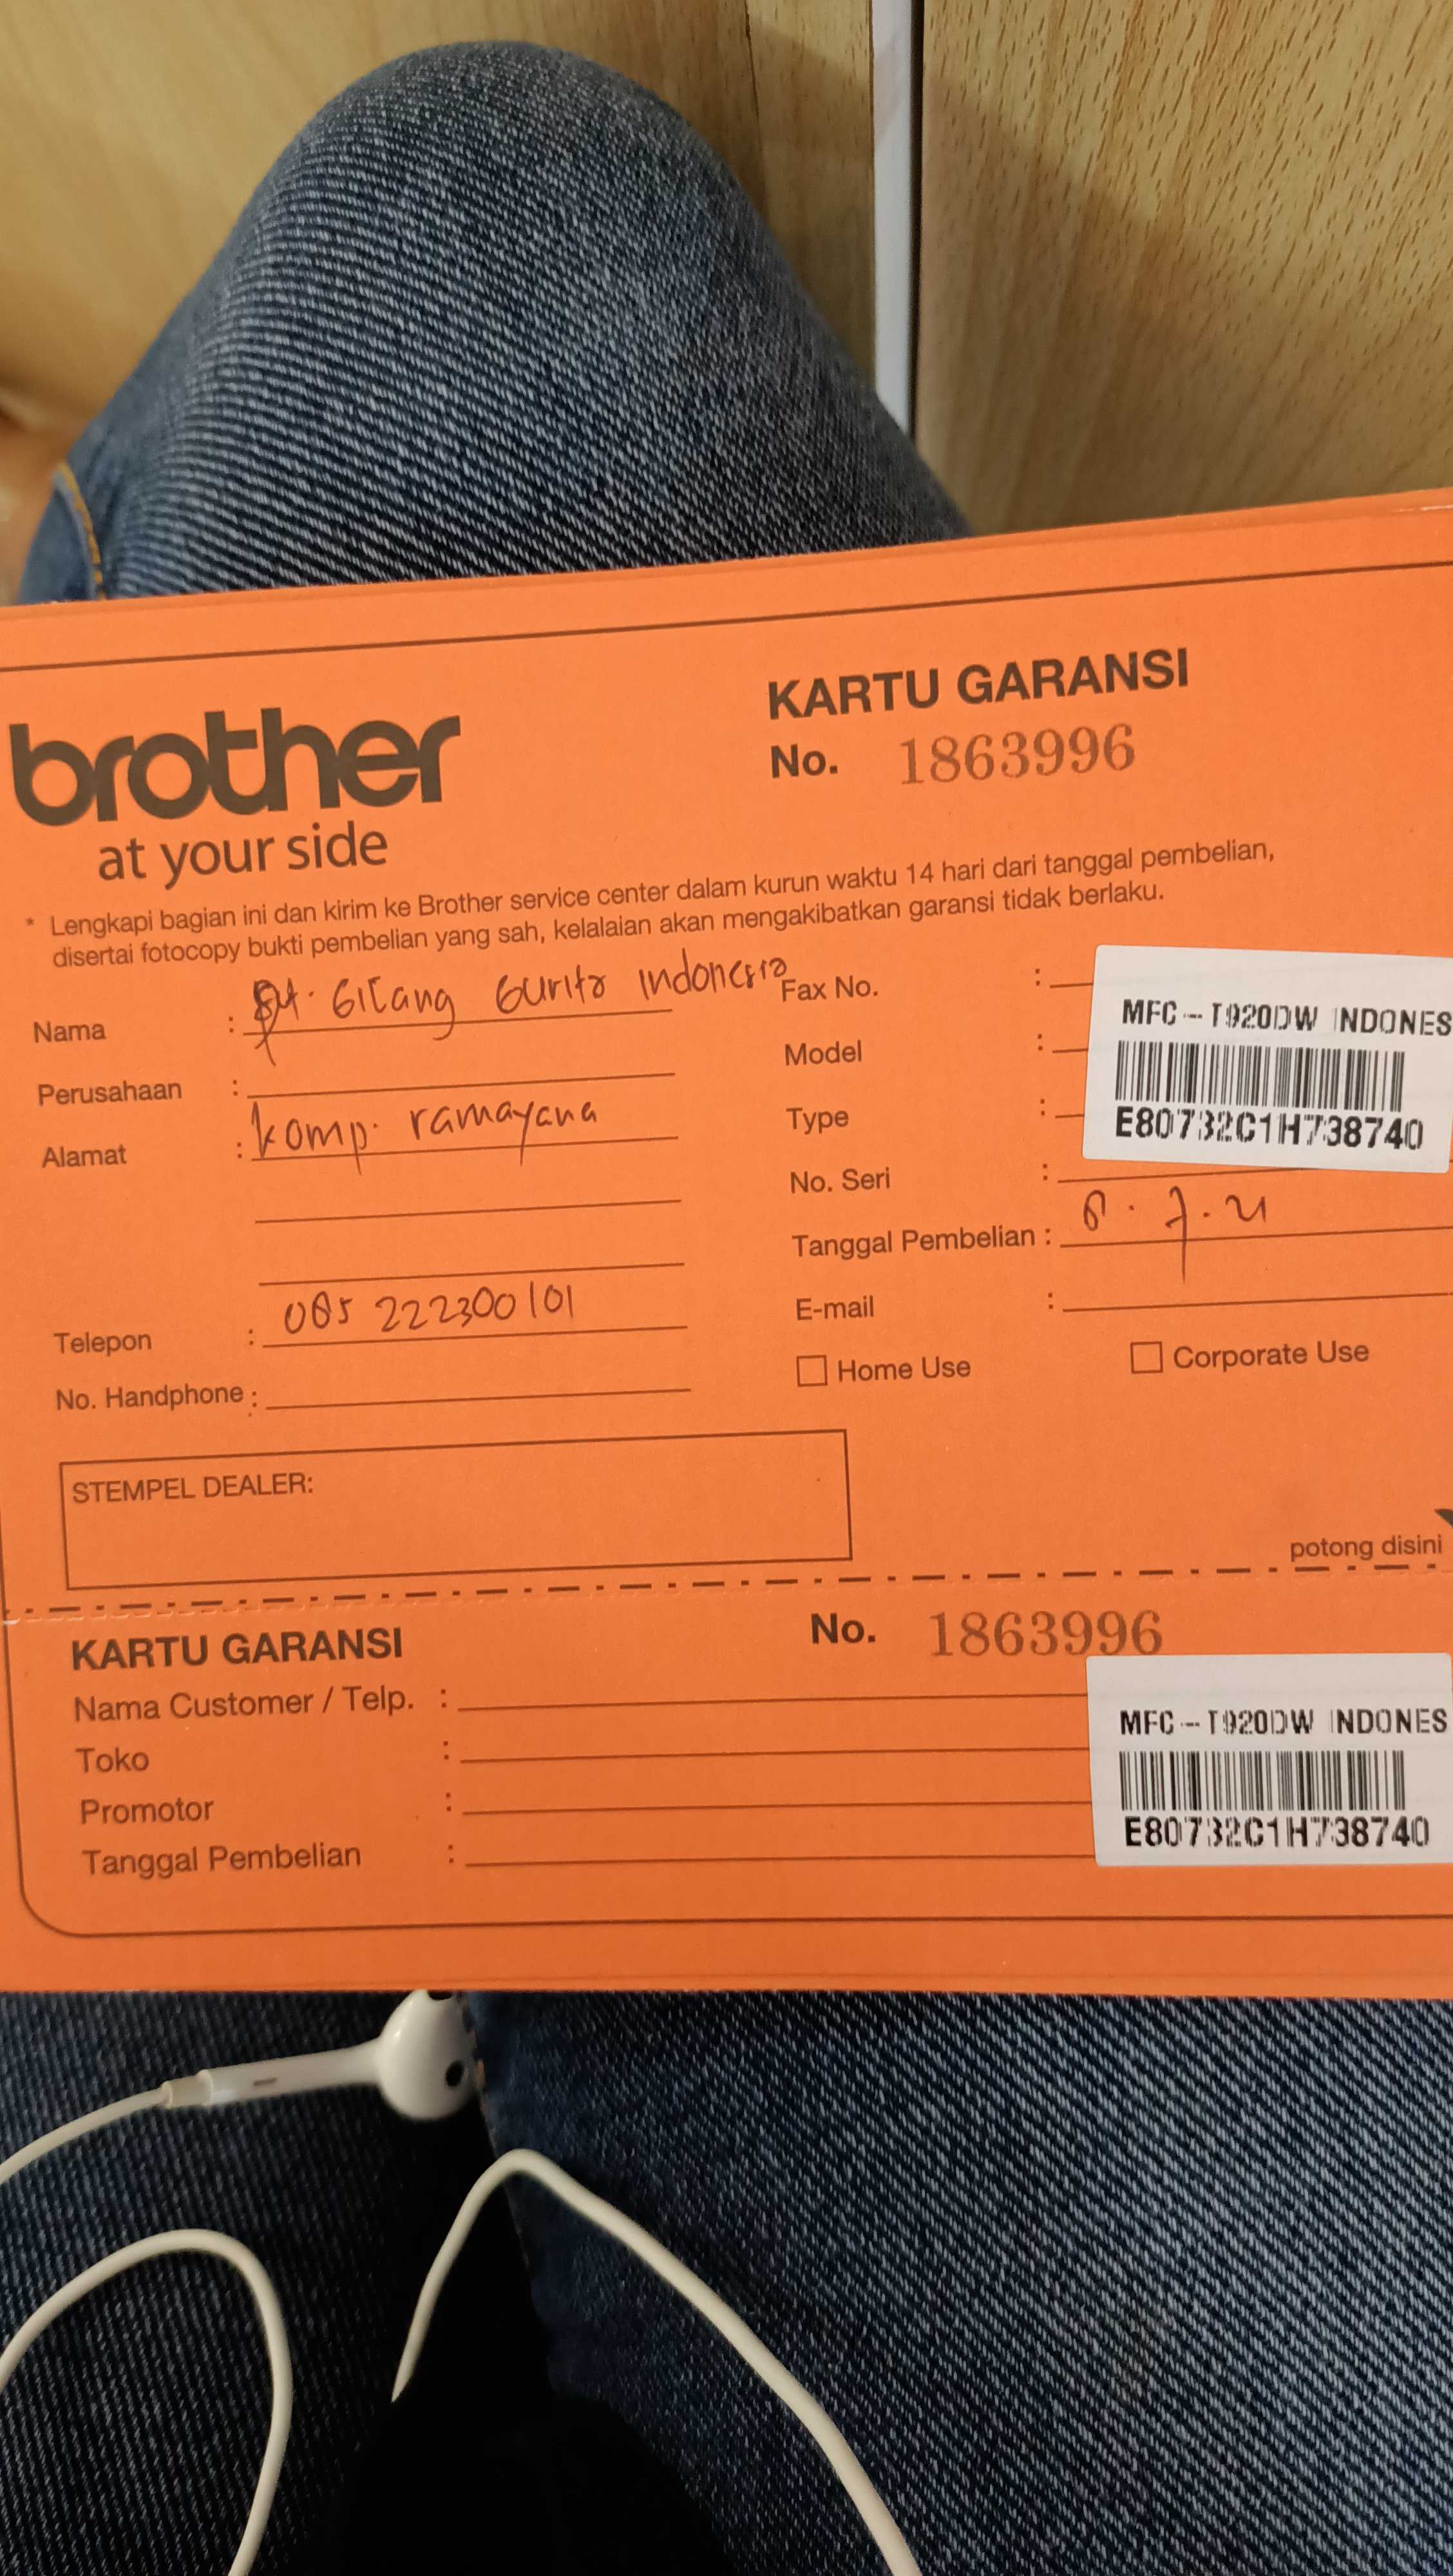 brother
at your side
KARTU GARANSI
No. 1863996
* Lengkapi bagian ini dan kirim ke Brother service center dalam kurun waktu 14 hari dari tanggal pembelian,
disertai fotocopy bukti pembelian yang sah, kelalaian akan mengakibatkan garansi tidak berlaku.
Nama : Gilang Gurita Indonesia
Perusahaan :
Alamat : komp. ramayana
Telepon : 085 222300101
No. Handphone :
Fax No. :
Model :
Type :
No. Seri :
MFC-T920DW INDONES
E80732C1H738740
Tanggal Pembelian : 8.7.21
E-mail :
Home Use
Corporate Use
STEMPEL DEALER:
potong disini
KARTU GARANSI
No. 1863996
Nama Customer / Telp. :
Toko :
Promotor :
Tanggal Pembelian :
MFC-T920DW INDONES
E80732C1H738740